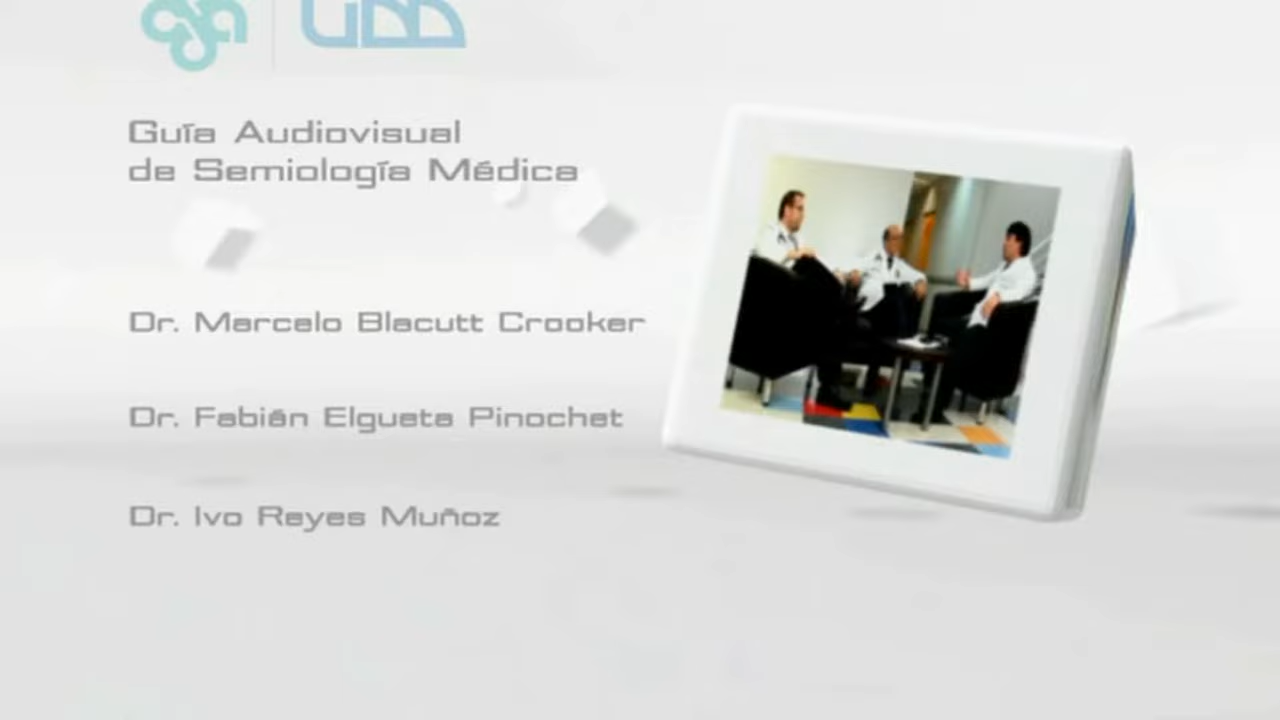 Guía Audiovisual
de Semiología Médica
Dr. Marcelo Blacutt Crooker
Dr. Fabián Elgueta Pinochet
Dr. Ivo Reyes Muñoz